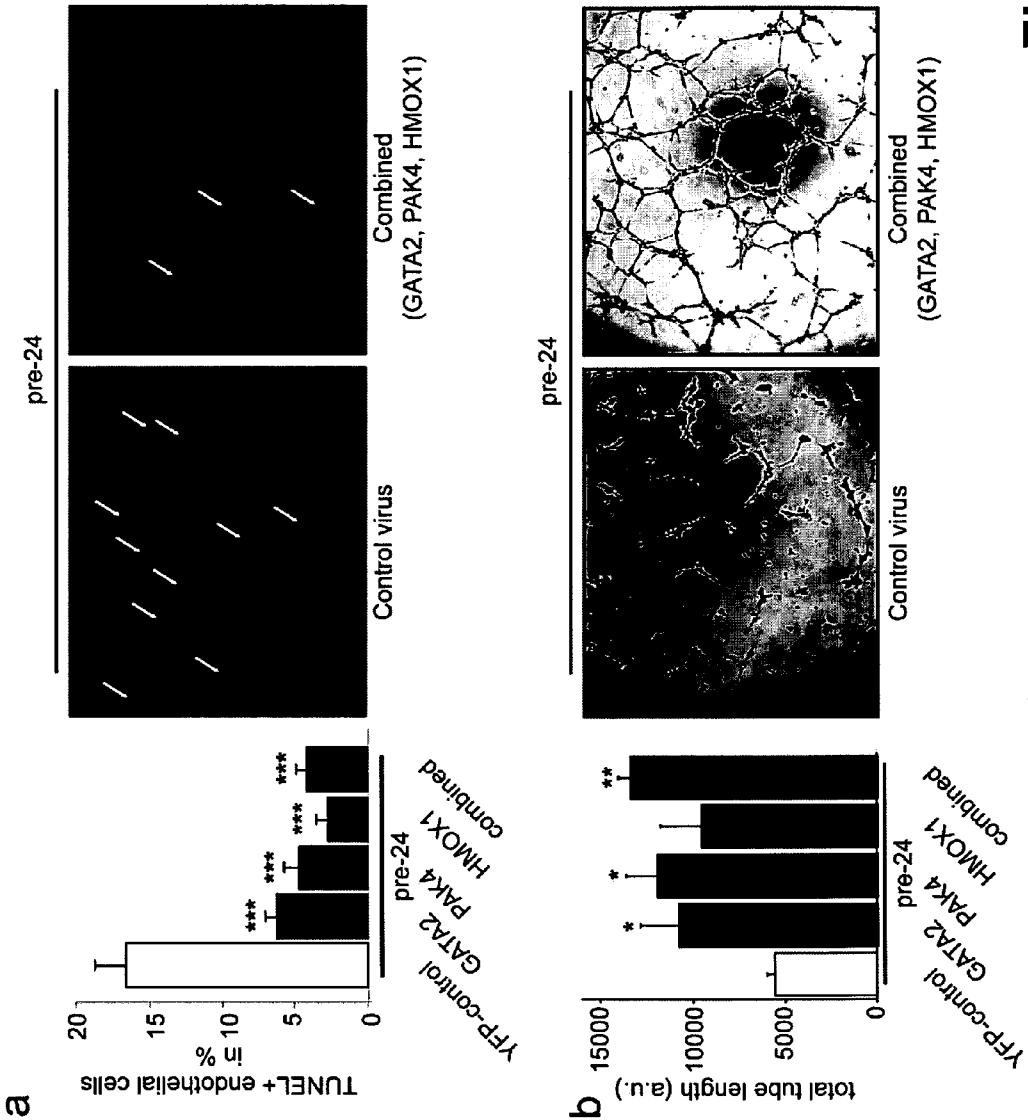 a
TUNEL+ endothelial cells
in %
20
15
10
5
0
***
***
***
***
YFP-control
GATA2
PAK4
HMOX1
combined
pre-24
pre-24
Control virus
Combined
(GATA2, PAK4, HMOX1)
b
total tube length (a.u.)
15000
10000
5000
0
*
*
**
YFP-control
GATA2
PAK4
HMOX1
combined
pre-24
pre-24
Control virus
Combined
(GATA2, PAK4, HMOX1)